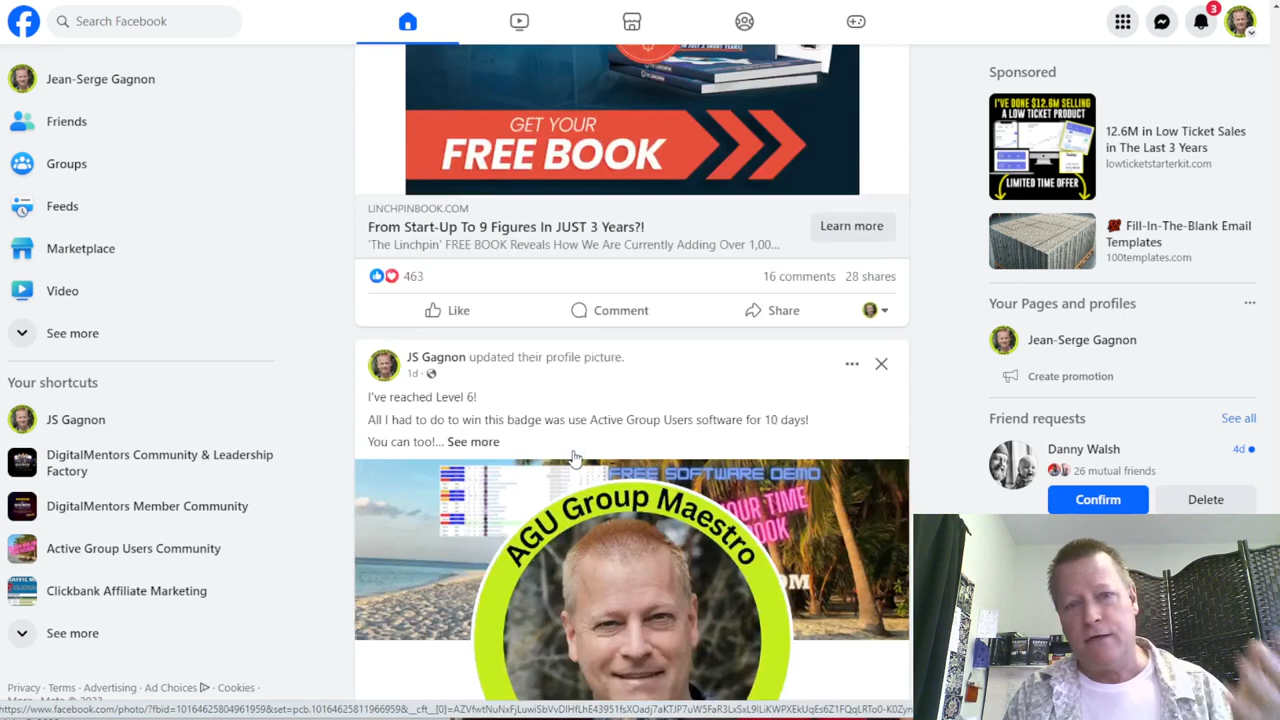 Search Facebook
3
Jean-Serge Gagnon
Friends
Groups
Feeds
Marketplace
Video
See more
Your shortcuts
JS Gagnon
DigitalMentors Community & Leadership
Factory
DigitalMentors Member Community
Active Group Users Community
Clickbank Affiliate Marketing
See more
Privacy · Terms · Advertising · Ad Choices · Cookies ·
GET YOUR
FREE BOOK
LINCHPINBOOK.COM
From Start-Up To 9 Figures In JUST 3 Years?!
'The Linchpin' FREE BOOK Reveals How We Are Currently Adding Over 1,00...
Learn more
463
16 comments 28 shares
Like
Comment
Share
JS Gagnon updated their profile picture.
1d ·
I've reached Level 6!
All I had to do to win this badge was use Active Group Users software for 10 days!
You can too!... See more
FREE SOFTWARE DEMO
AGU Group Maestro
Sponsored
I'VE DONE $12.6M SELLING
A LOW TICKET PRODUCT
LIMITED TIME OFFER
12.6M in Low Ticket Sales
in The Last 3 Years
lowticketstarterkit.com
💯 Fill-In-The-Blank Email
Templates
100templates.com
Your Pages and profiles
Jean-Serge Gagnon
Create promotion
Friend requests
See all
Danny Walsh
4d
26 mutual friends
Confirm
Delete